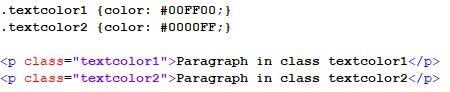 .textcolor1 {color: #00FF00;}
.textcolor2 {color: #0000FF;}
<p class="textcolor1">Paragraph in class textcolor1</p>
<p class="textcolor2">Paragraph in class textcolor2</p>